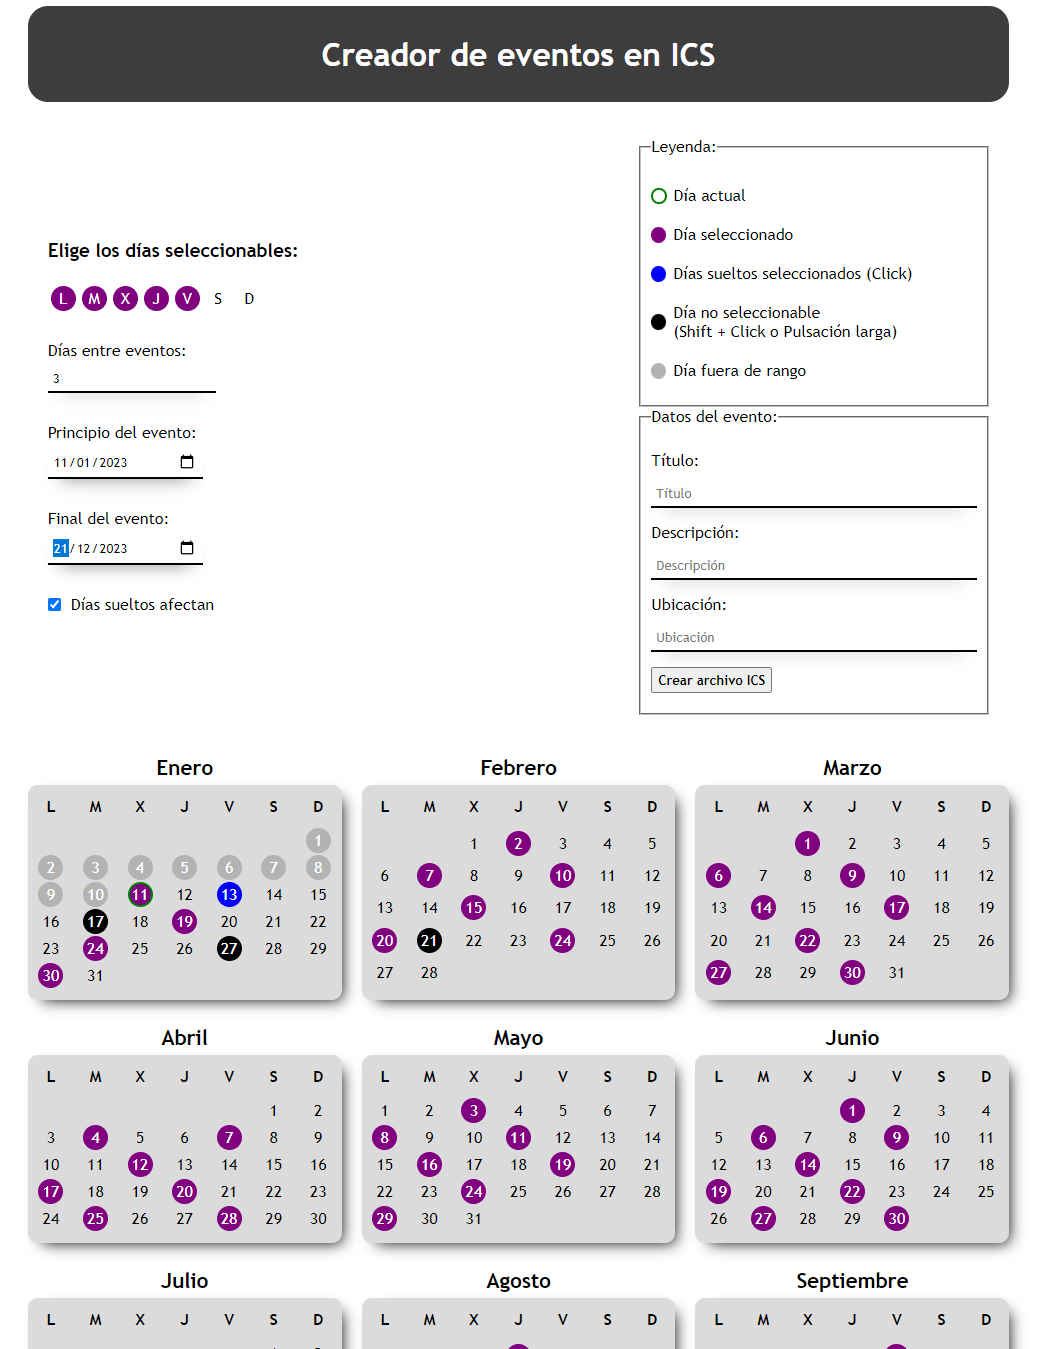 Creador de eventos en ICS
Elige los días seleccionables:
L M X J V S D
Días entre eventos:
3
Principio del evento:
11/01/2023
Final del evento:
21/12/2023
Días sueltos afectan
Leyenda:
Día actual
Día seleccionado
Días sueltos seleccionados (Click)
Día no seleccionable
(Shift + Click o Pulsación larga)
Día fuera de rango
Datos del evento:
Título:
Título
Descripción:
Descripción
Ubicación:
Ubicación
Crear archivo ICS
Enero
L M X J V S D
1
2 3 4 5 6 7 8
9 10 11 12 13 14 15
16 17 18 19 20 21 22
23 24 25 26 27 28 29
30 31
Febrero
L M X J V S D
1 2 3 4 5
6 7 8 9 10 11 12
13 14 15 16 17 18 19
20 21 22 23 24 25 26
27 28
Marzo
L M X J V S D
1 2 3 4 5
6 7 8 9 10 11 12
13 14 15 16 17 18 19
20 21 22 23 24 25 26
27 28 29 30 31
Abril
L M X J V S D
1 2
3 4 5 6 7 8 9
10 11 12 13 14 15 16
17 18 19 20 21 22 23
24 25 26 27 28 29 30
Mayo
L M X J V S D
1 2 3 4 5 6 7
8 9 10 11 12 13 14
15 16 17 18 19 20 21
22 23 24 25 26 27 28
29 30 31
Junio
L M X J V S D
1 2 3 4
5 6 7 8 9 10 11
12 13 14 15 16 17 18
19 20 21 22 23 24 25
26 27 28 29 30
Julio
L M X J V S D
Agosto
L M X J V S D
Septiembre
L M X J V S D